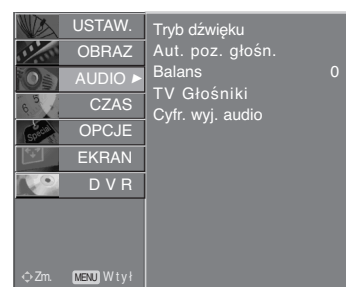 USTAW.
OBRAZ
AUDIO
CZAS
OPCJE
EKRAN
D V R
Tryb dźwięku
Aut. poz. głośn.
Balans 0
TV Głośniki
Cyfr. wyj. audio
Zm. MENU Wtył